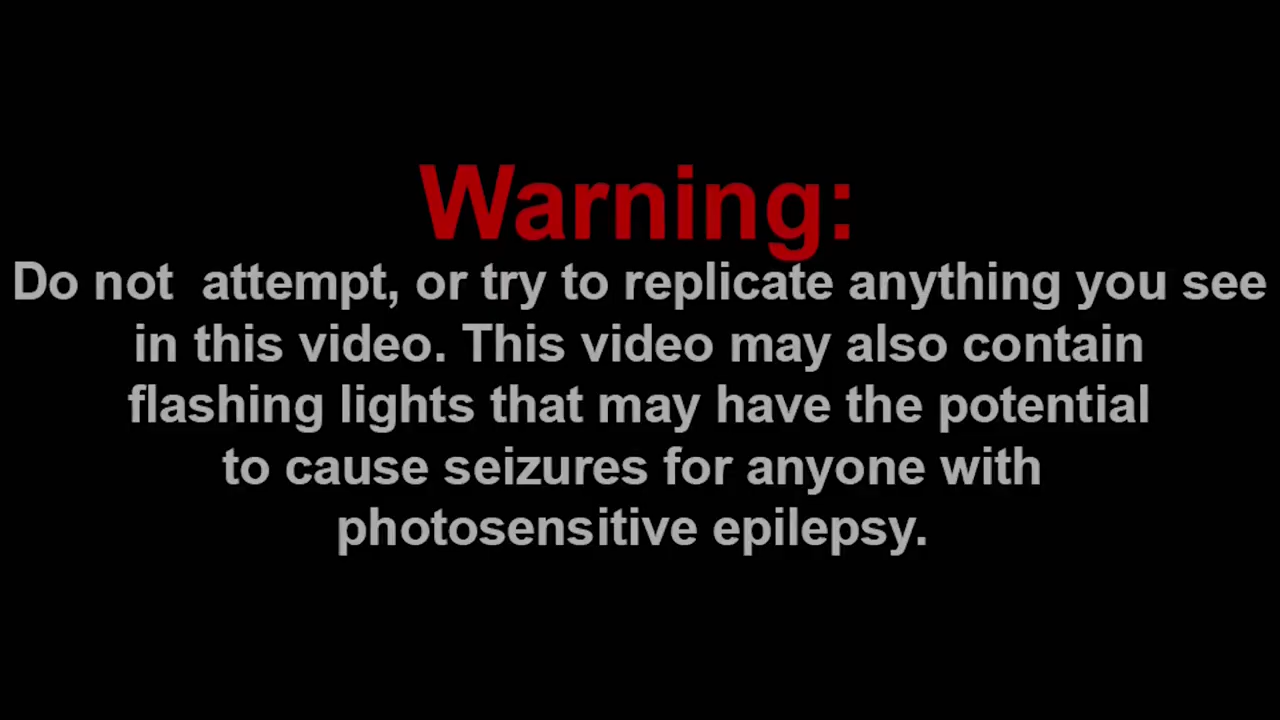 Warning:
Do not  attempt, or try to replicate anything you see
in this video. This video may also contain
flashing lights that may have the potential
to cause seizures for anyone with
photosensitive epilepsy.